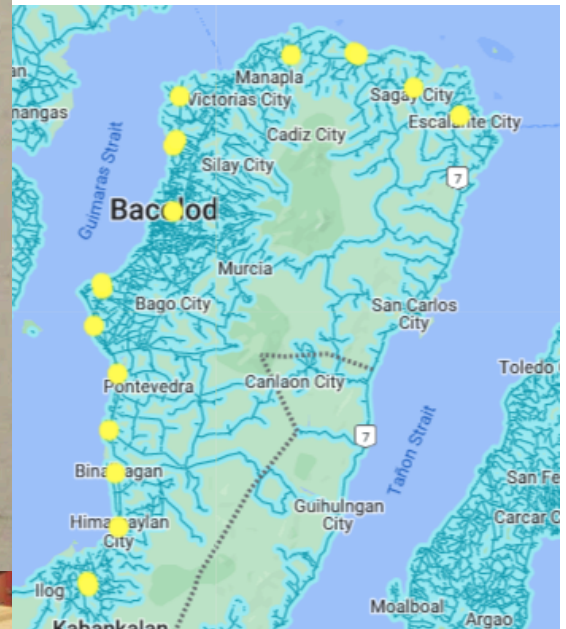 Manapla
Victorias City
Sagay City
Escalante City
Cadiz City
Silay City
7
Guimaras Strait
Bacolod
Murcia
Bago City
San Carlos
City
Toledo
Canlaon City
Pontevedra
7
Tañon Strait
San Fe
Binalbagan
Guihulngan
City
Carcar C
Himamaylan
City
Ilog
Moalboal
Argao
Kabankalan